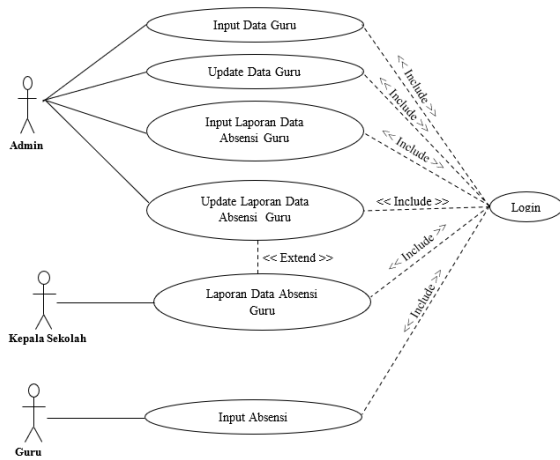 Input Data Guru
<< Include >>
Update Data Guru
<< Include >>
Input Laporan Data
Absensi Guru
<< Include >>
Admin
Update Laporan Data
Absensi Guru
<< Include >>
Login
<< Extend >>
<< Include >>
Laporan Data Absensi
Guru
Kepala Sekolah
<< Include >>
Input Absensi
Guru